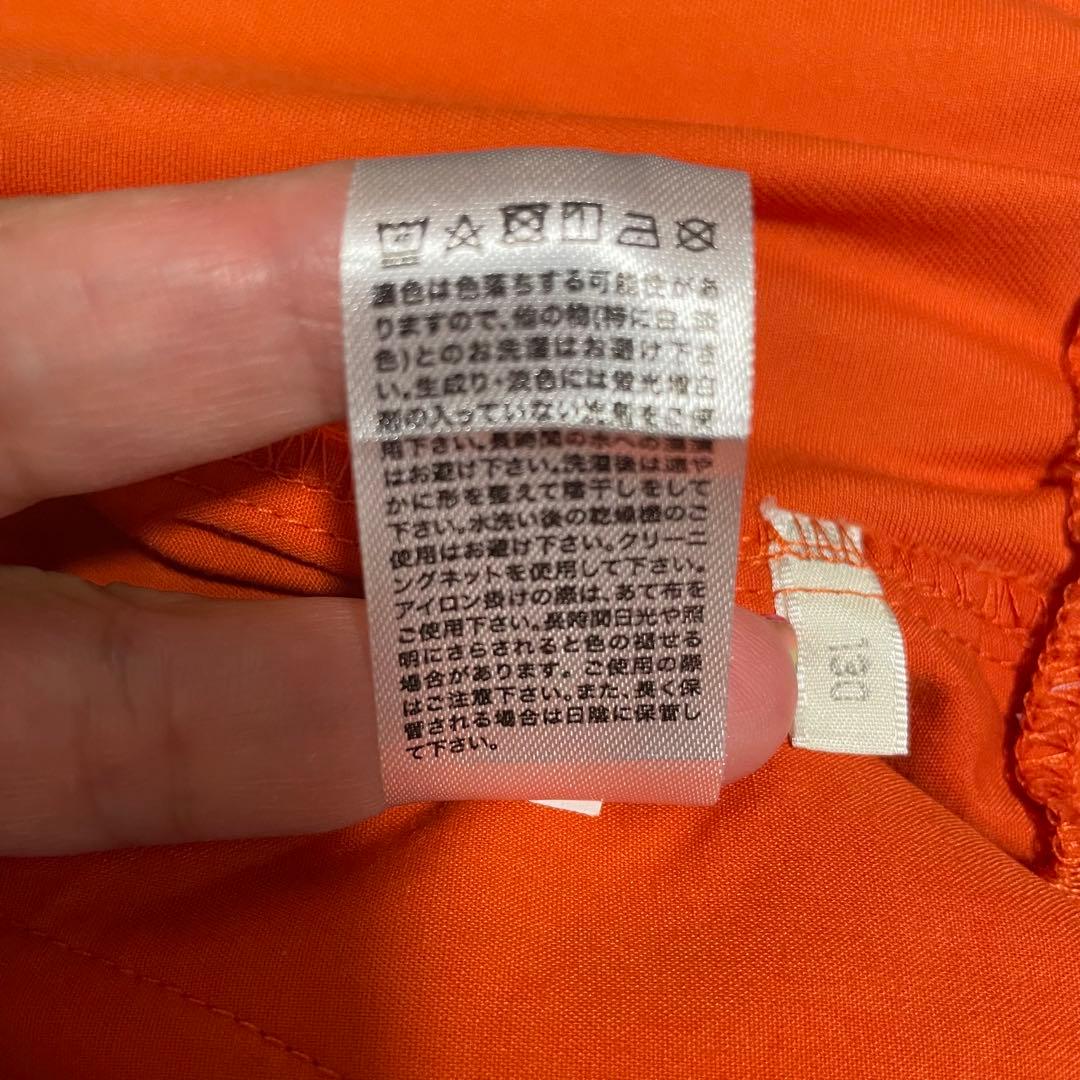 濃色は色落ちする可能性があ
りますので、他の物(特に白、淡
色)とのお洗濯はお避け下さ
い。生成り・淡色には蛍光増白
剤の入っていない洗剤をご使
用下さい。長時間の水への浸漬
はお避け下さい。洗濯後は速や
かに形を整えて陰干しをして
下さい。水洗い後の乾燥機のご
使用はお避け下さい。クリーニ
ングネットを使用して下さい。
アイロン掛けの際は、あて布を
ご使用下さい。長時間日光や照
明にさらされると色の褪せる
場合があります。ご使用の際
はご注意下さい。また、長く保
管される場合は日陰に保管し
て下さい。